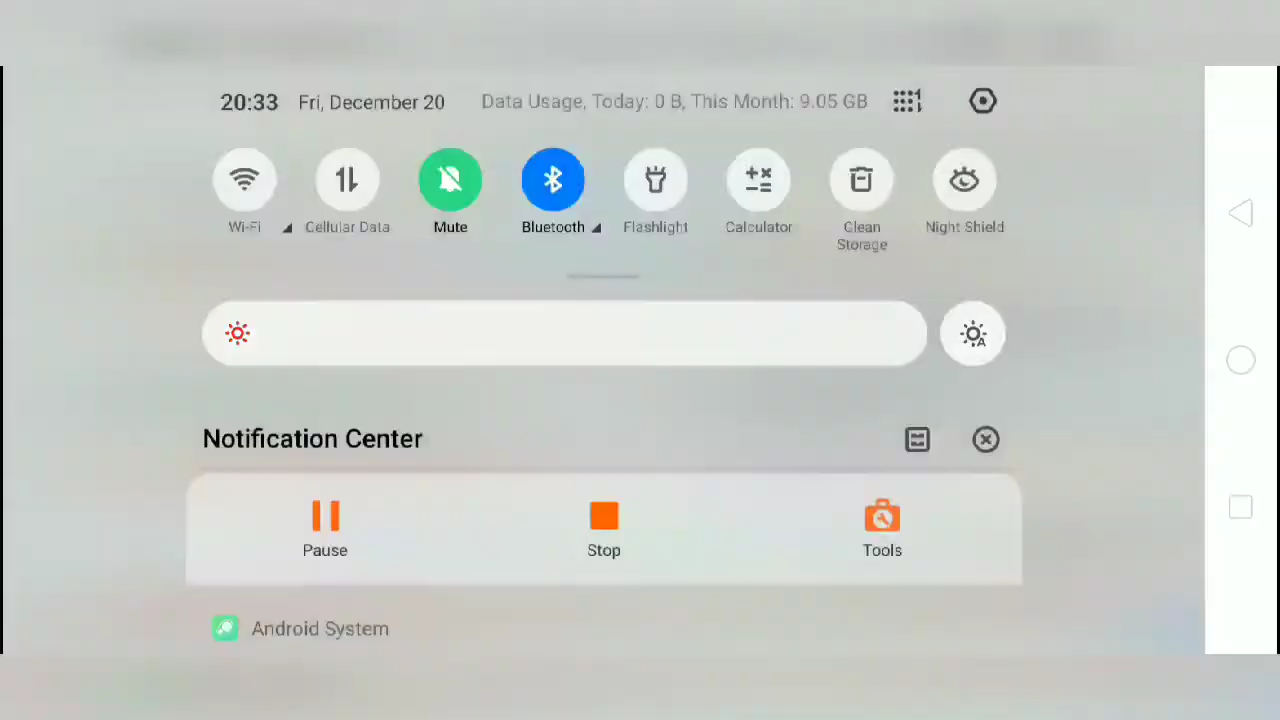 20:33 Fri, December 20 Data Usage, Today: 0 B, This Month: 9.05 GB
Wi-Fi Cellular Data Mute Bluetooth Flashlight Calculator Clean Storage Night Shield
Notification Center
Pause Stop Tools
Android System